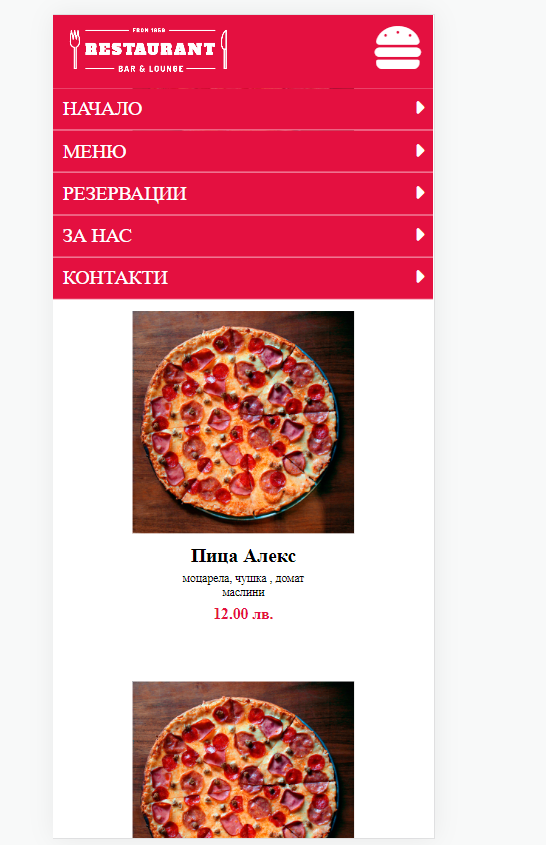 FROM 1859
RESTAURANT
BAR & LOUNGE
НАЧАЛО
МЕНЮ
РЕЗЕРВАЦИИ
ЗА НАС
КОНТАКТИ
Пица Алекс
моцарела, чушка , домат
маслини
12.00 лв.